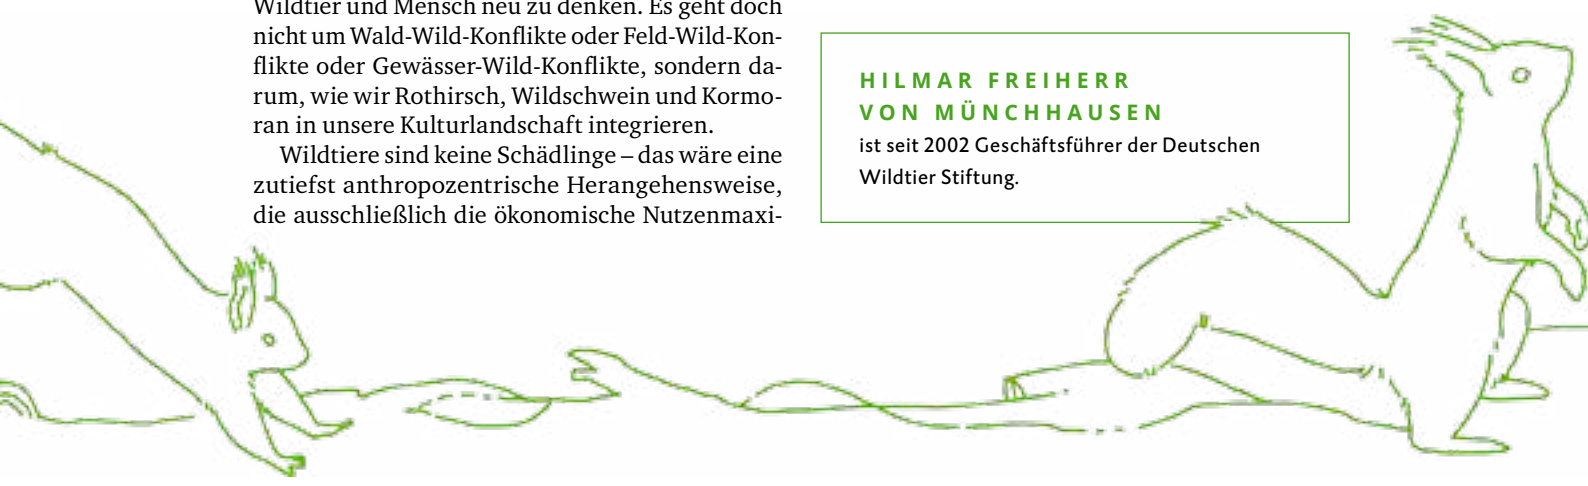 Wildtier und Mensch neu zu denken. Es geht doch
nicht um Wald-Wild-Konflikte oder Feld-Wild-Kon-
flikte oder Gewässer-Wild-Konflikte, sondern da-
rum, wie wir Rothirsch, Wildschwein und Kormo-
ran in unsere Kulturlandschaft integrieren.
Wildtiere sind keine Schädlinge – das wäre eine
zutiefst anthropozentrische Herangehensweise,
die ausschließlich die ökonomische Nutzenmaxi-
HILMAR FREIHERR
VON MÜNCHHAUSEN
ist seit 2002 Geschäftsführer der Deutschen
Wildtier Stiftung.